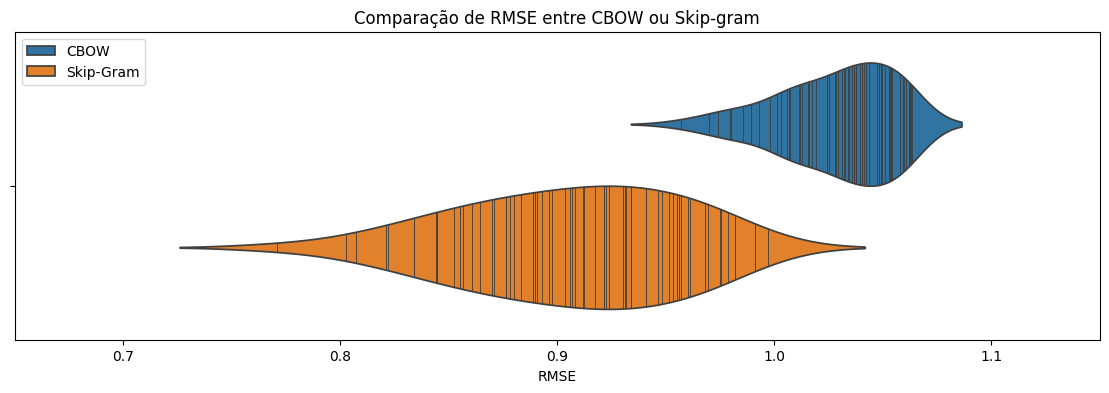 Comparação de RMSE entre CBOW ou Skip-gram
CBOW
Skip-Gram
0.7 0.8 0.9 1.0 1.1
RMSE